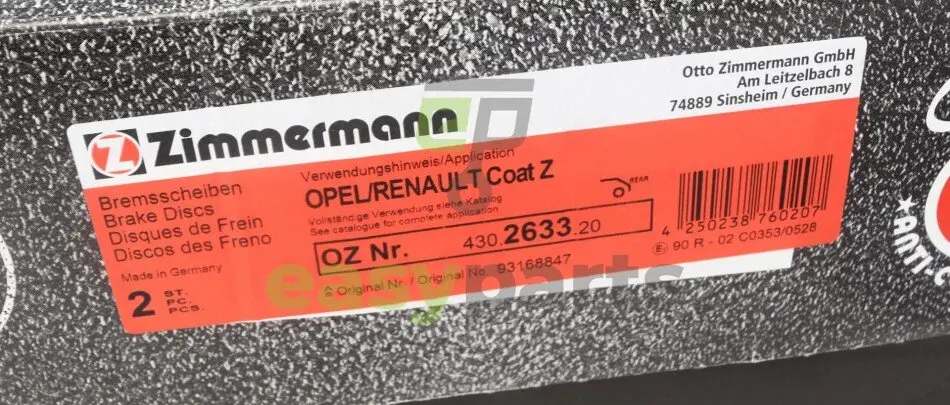 Otto Zimmermann GmbH
Am Leitzelbach 8
74889 Sinsheim / Germany
Z Zimmermann
Bremsscheiben
Brake Discs
Disques de Frein
Discos des Freno
Made in Germany
2 ST.
PC.
PCS.
Verwendungshinweis/Application
OPEL/RENAULT Coat Z
Vollständige Verwendung siehe Katalog
See catalogue for complete application
REAR
OZ Nr. 430.2633.20
≙ Original Nr. / Original No. 93168847
4 250238 760207
E1 90 R - 02 C0353/0528
easyparts
*ANTI-